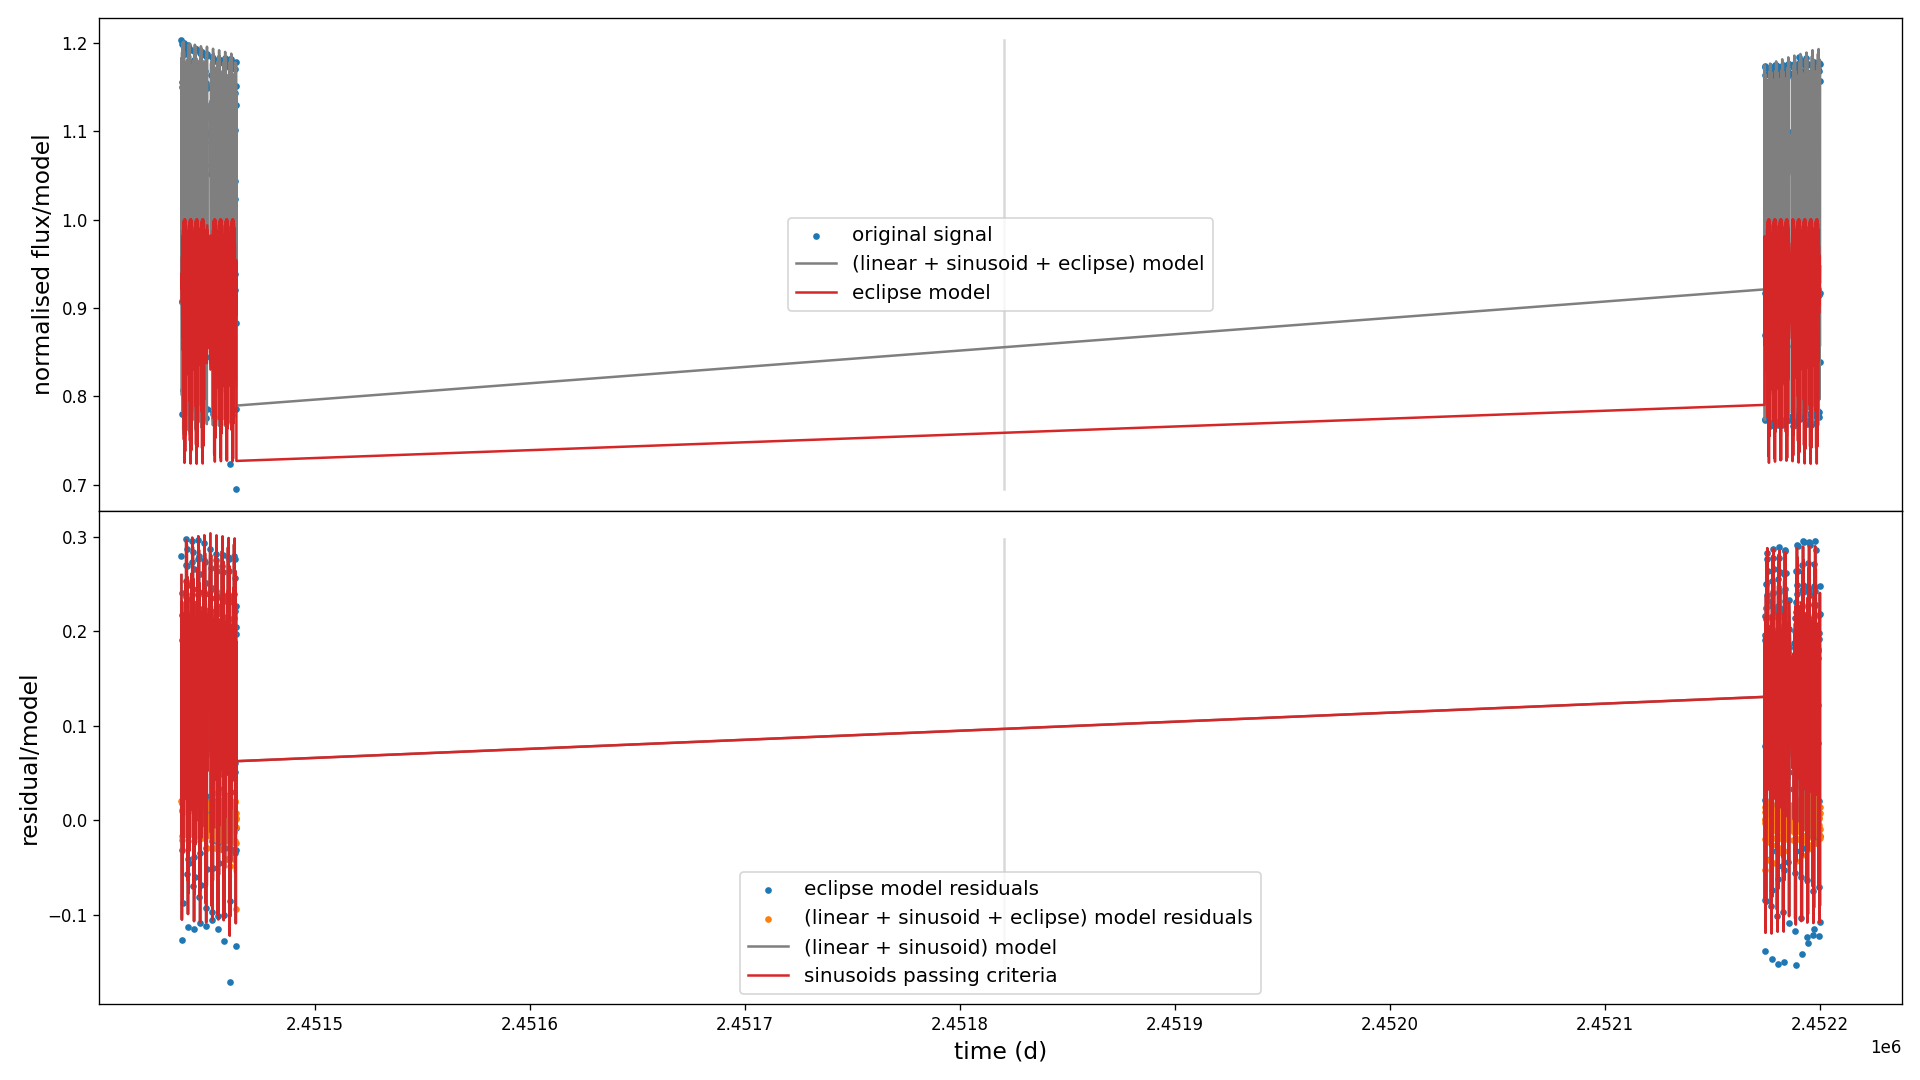 normalised flux/model
1.2
1.1
1.0
0.9
0.8
0.7
original signal
(linear + sinusoid + eclipse) model
eclipse model
residual/model
0.3
0.2
0.1
0.0
−0.1
eclipse model residuals
(linear + sinusoid + eclipse) model residuals
(linear + sinusoid) model
sinusoids passing criteria
2.4515 2.4516 2.4517 2.4518 2.4519 2.4520 2.4521 2.4522
1e6
time (d)